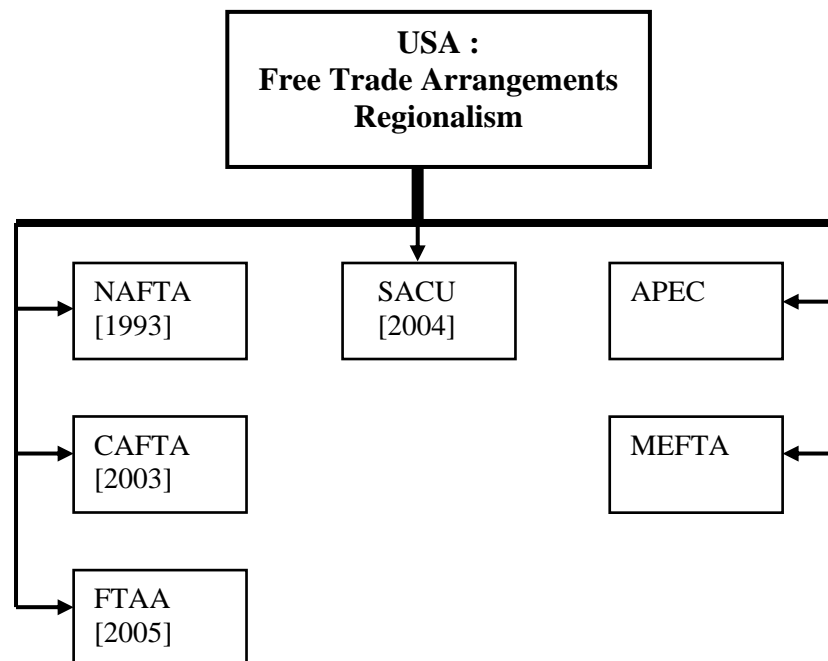 USA :
Free Trade Arrangements
Regionalism
NAFTA
[1993]
SACU
[2004]
APEC
CAFTA
[2003]
MEFTA
FTAA
[2005]